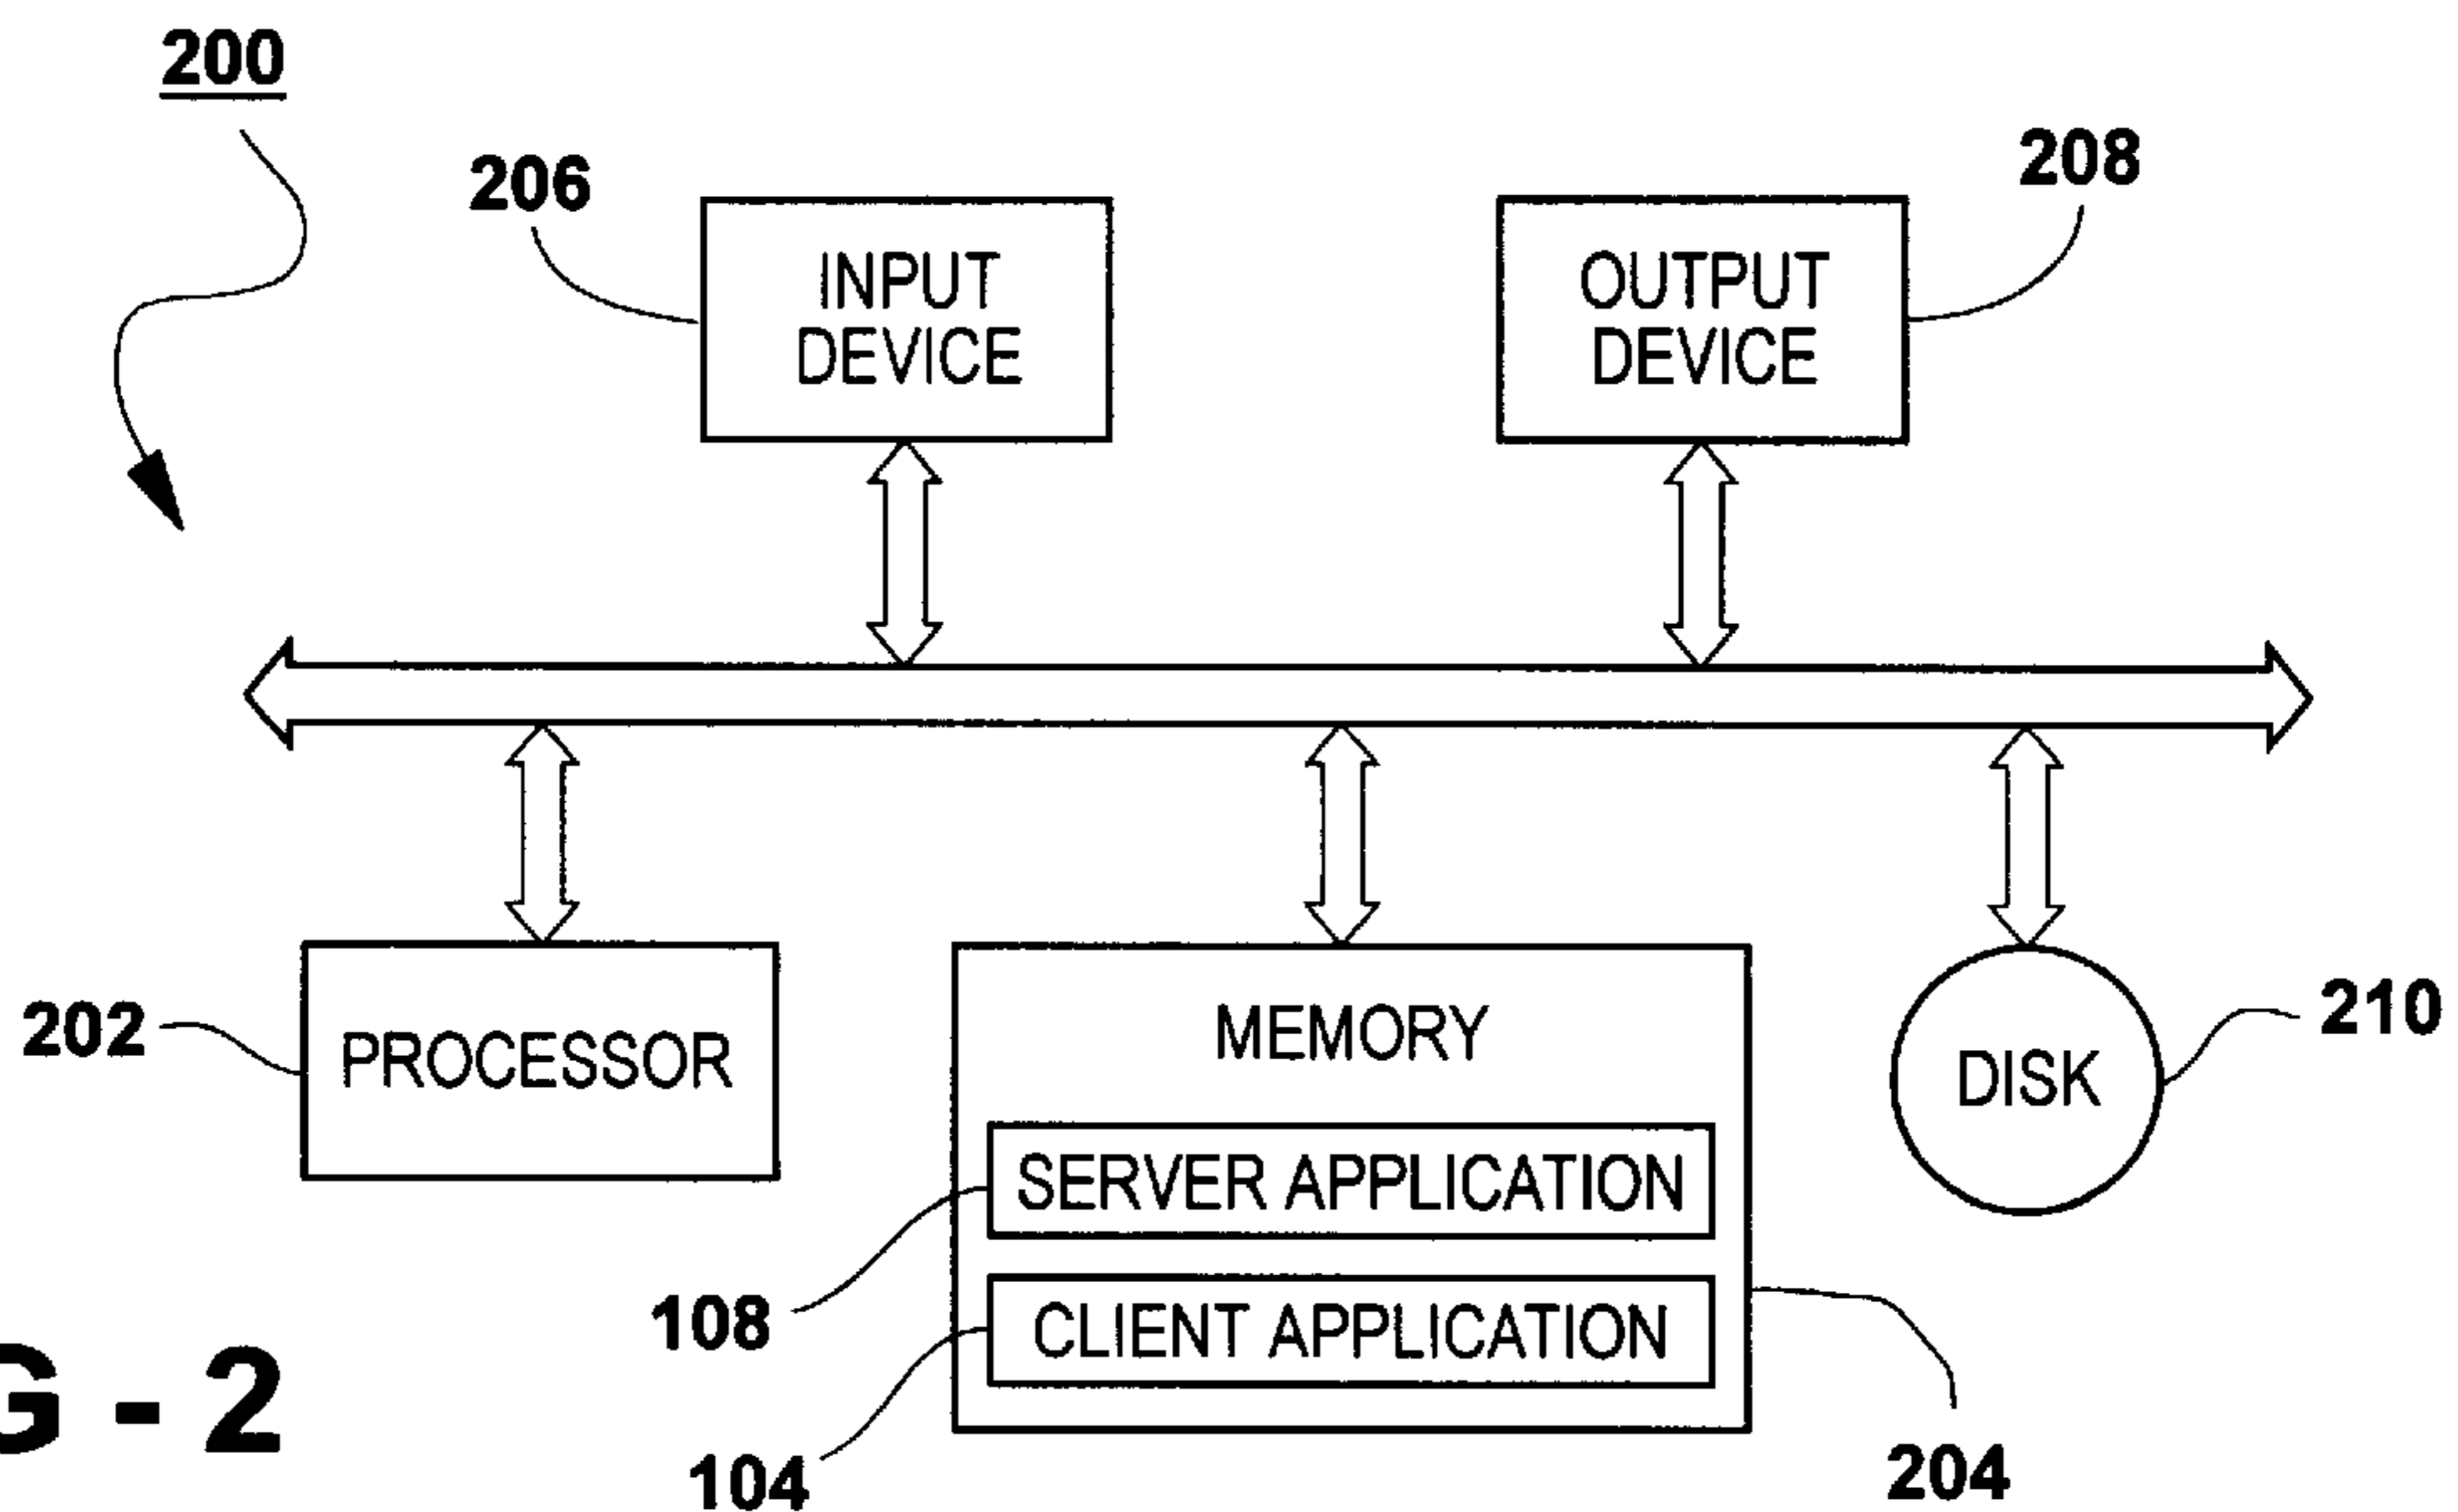 200
206
208
INPUT
DEVICE
OUTPUT
DEVICE
202
PROCESSOR
MEMORY
DISK
210
SERVER APPLICATION
108
CLIENT APPLICATION
G - 2
104
204